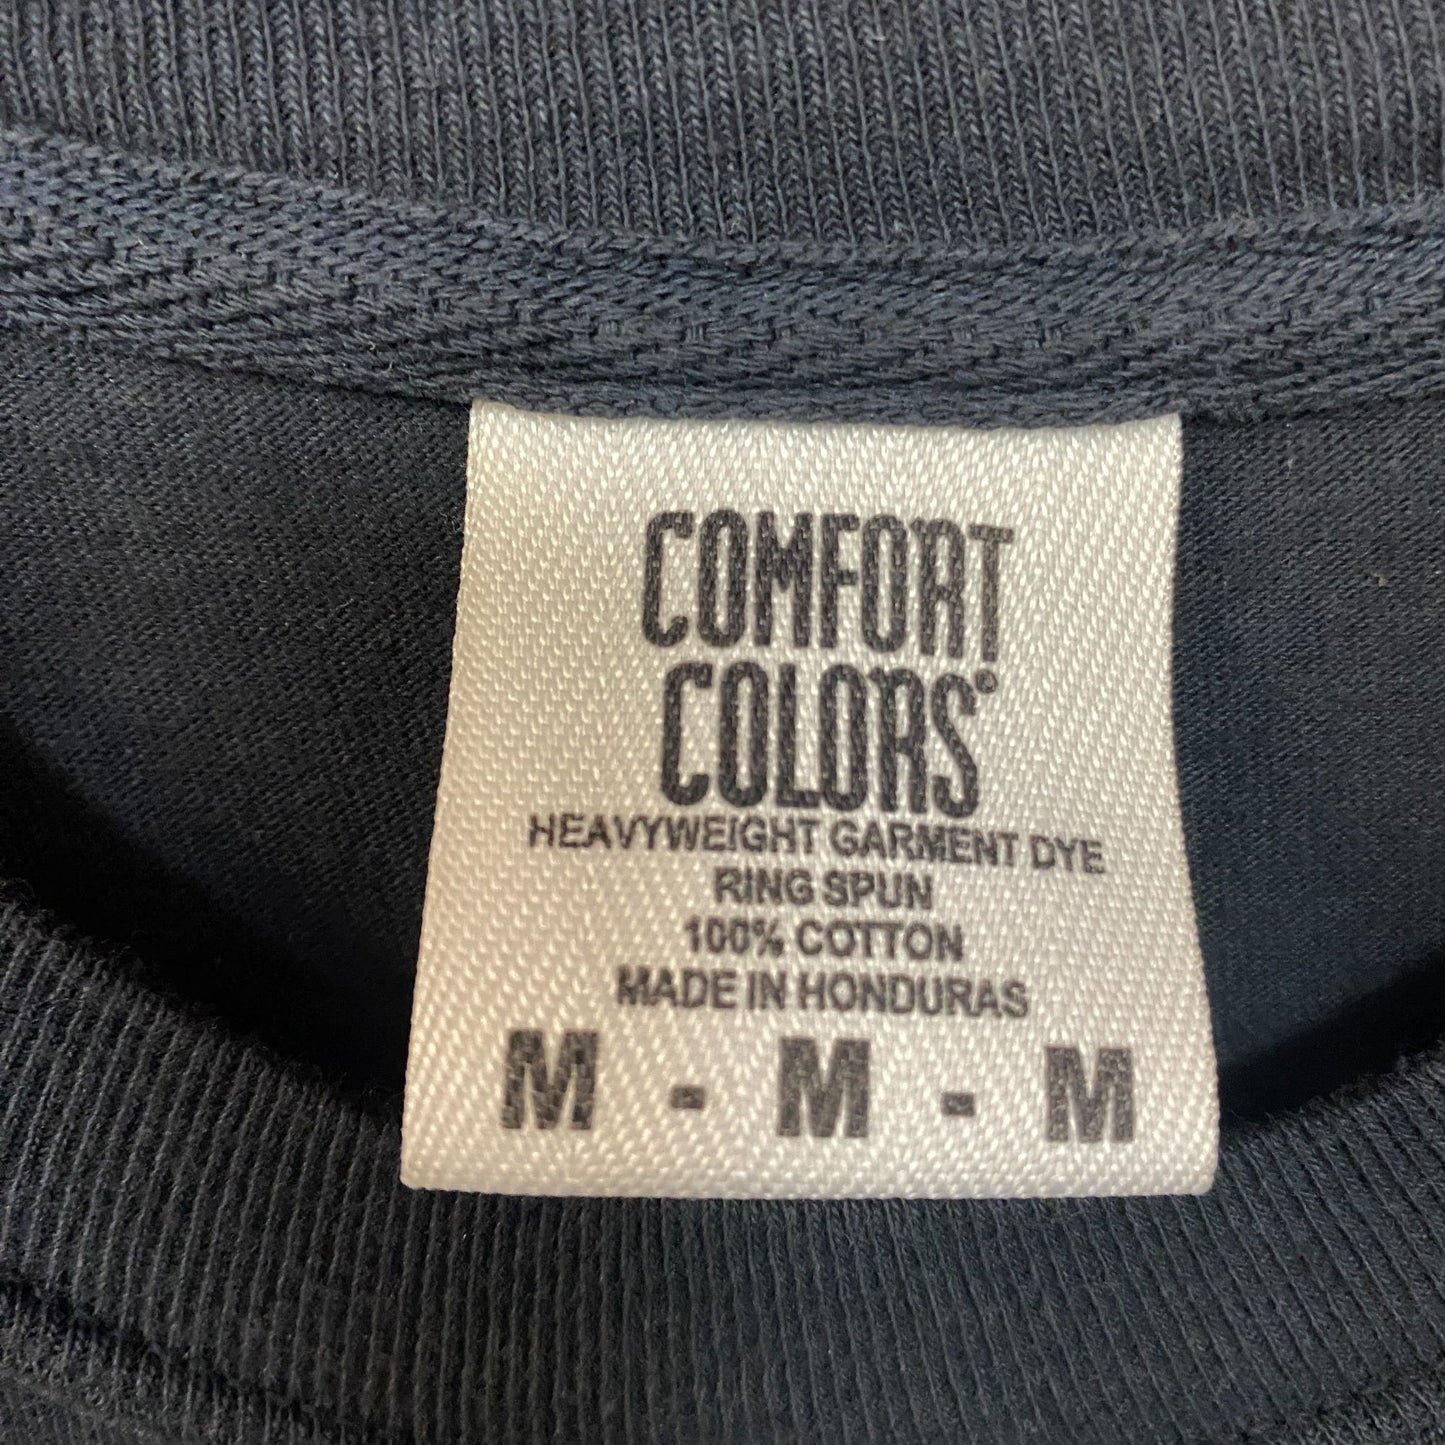 COMFORT
COLORS®
HEAVYWEIGHT GARMENT DYE
RING SPUN
100% COTTON
MADE IN HONDURAS
M - M - M